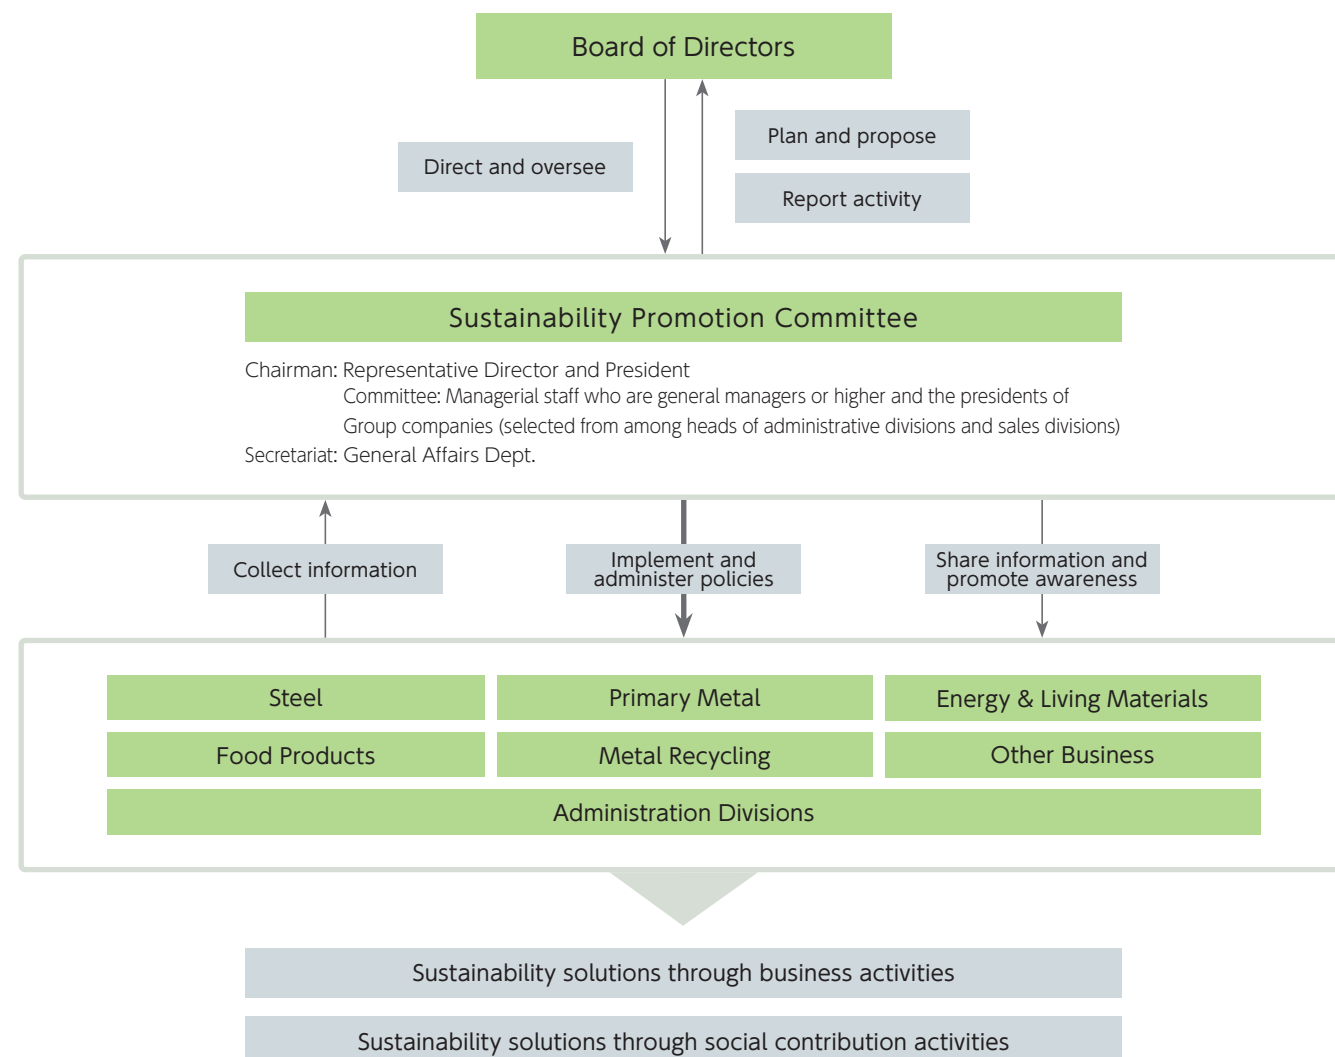 Board of Directors
Direct and oversee
Plan and propose
Report activity
Sustainability Promotion Committee
Chairman: Representative Director and President
Committee: Managerial staff who are general managers or higher and the presidents of
Group companies (selected from among heads of administrative divisions and sales divisions)
Secretariat: General Affairs Dept.
Collect information
Implement and
administer policies
Share information and
promote awareness
Steel
Primary Metal
Energy & Living Materials
Food Products
Metal Recycling
Other Business
Administration Divisions
Sustainability solutions through business activities
Sustainability solutions through social contribution activities